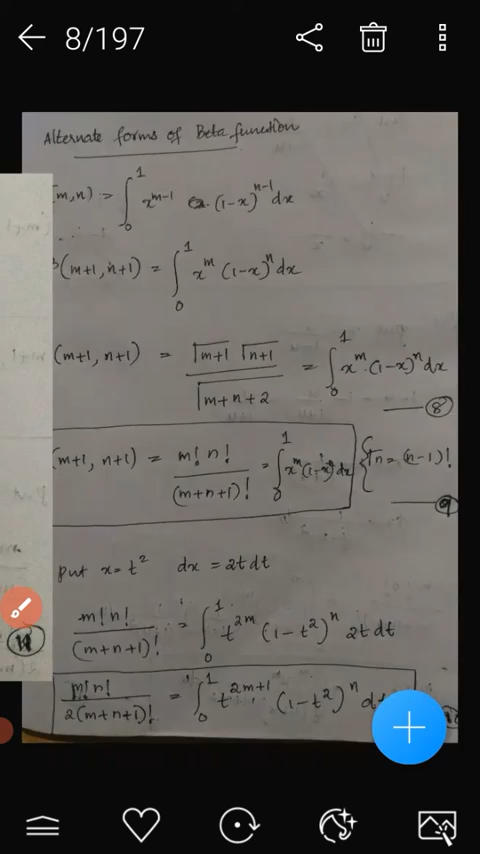 8/197
Alternate forms of Beta function
(m,n) = ∫₀¹ x^(m-1) (1-x)^(n-1) dx
β(m+1, n+1) = ∫₀¹ x^m (1-x)^n dx
(m+1, n+1) = Γ(m+1) Γ(n+1) / Γ(m+n+2) = ∫₀¹ x^m (1-x)^n dx
— (8)
(m+1, n+1) = m! n! / (m+n+1)! = ∫₀¹ x^m (1-x)^n dx { Γn = (n-1)!
— (9)
put x = t² dx = 2t dt
m! n! / (m+n+1)! = ∫₀¹ t^(2m) (1-t²)^n 2t dt
m! n! / 2(m+n+1)! = ∫₀¹ t^(2m+1) (1-t²)^n